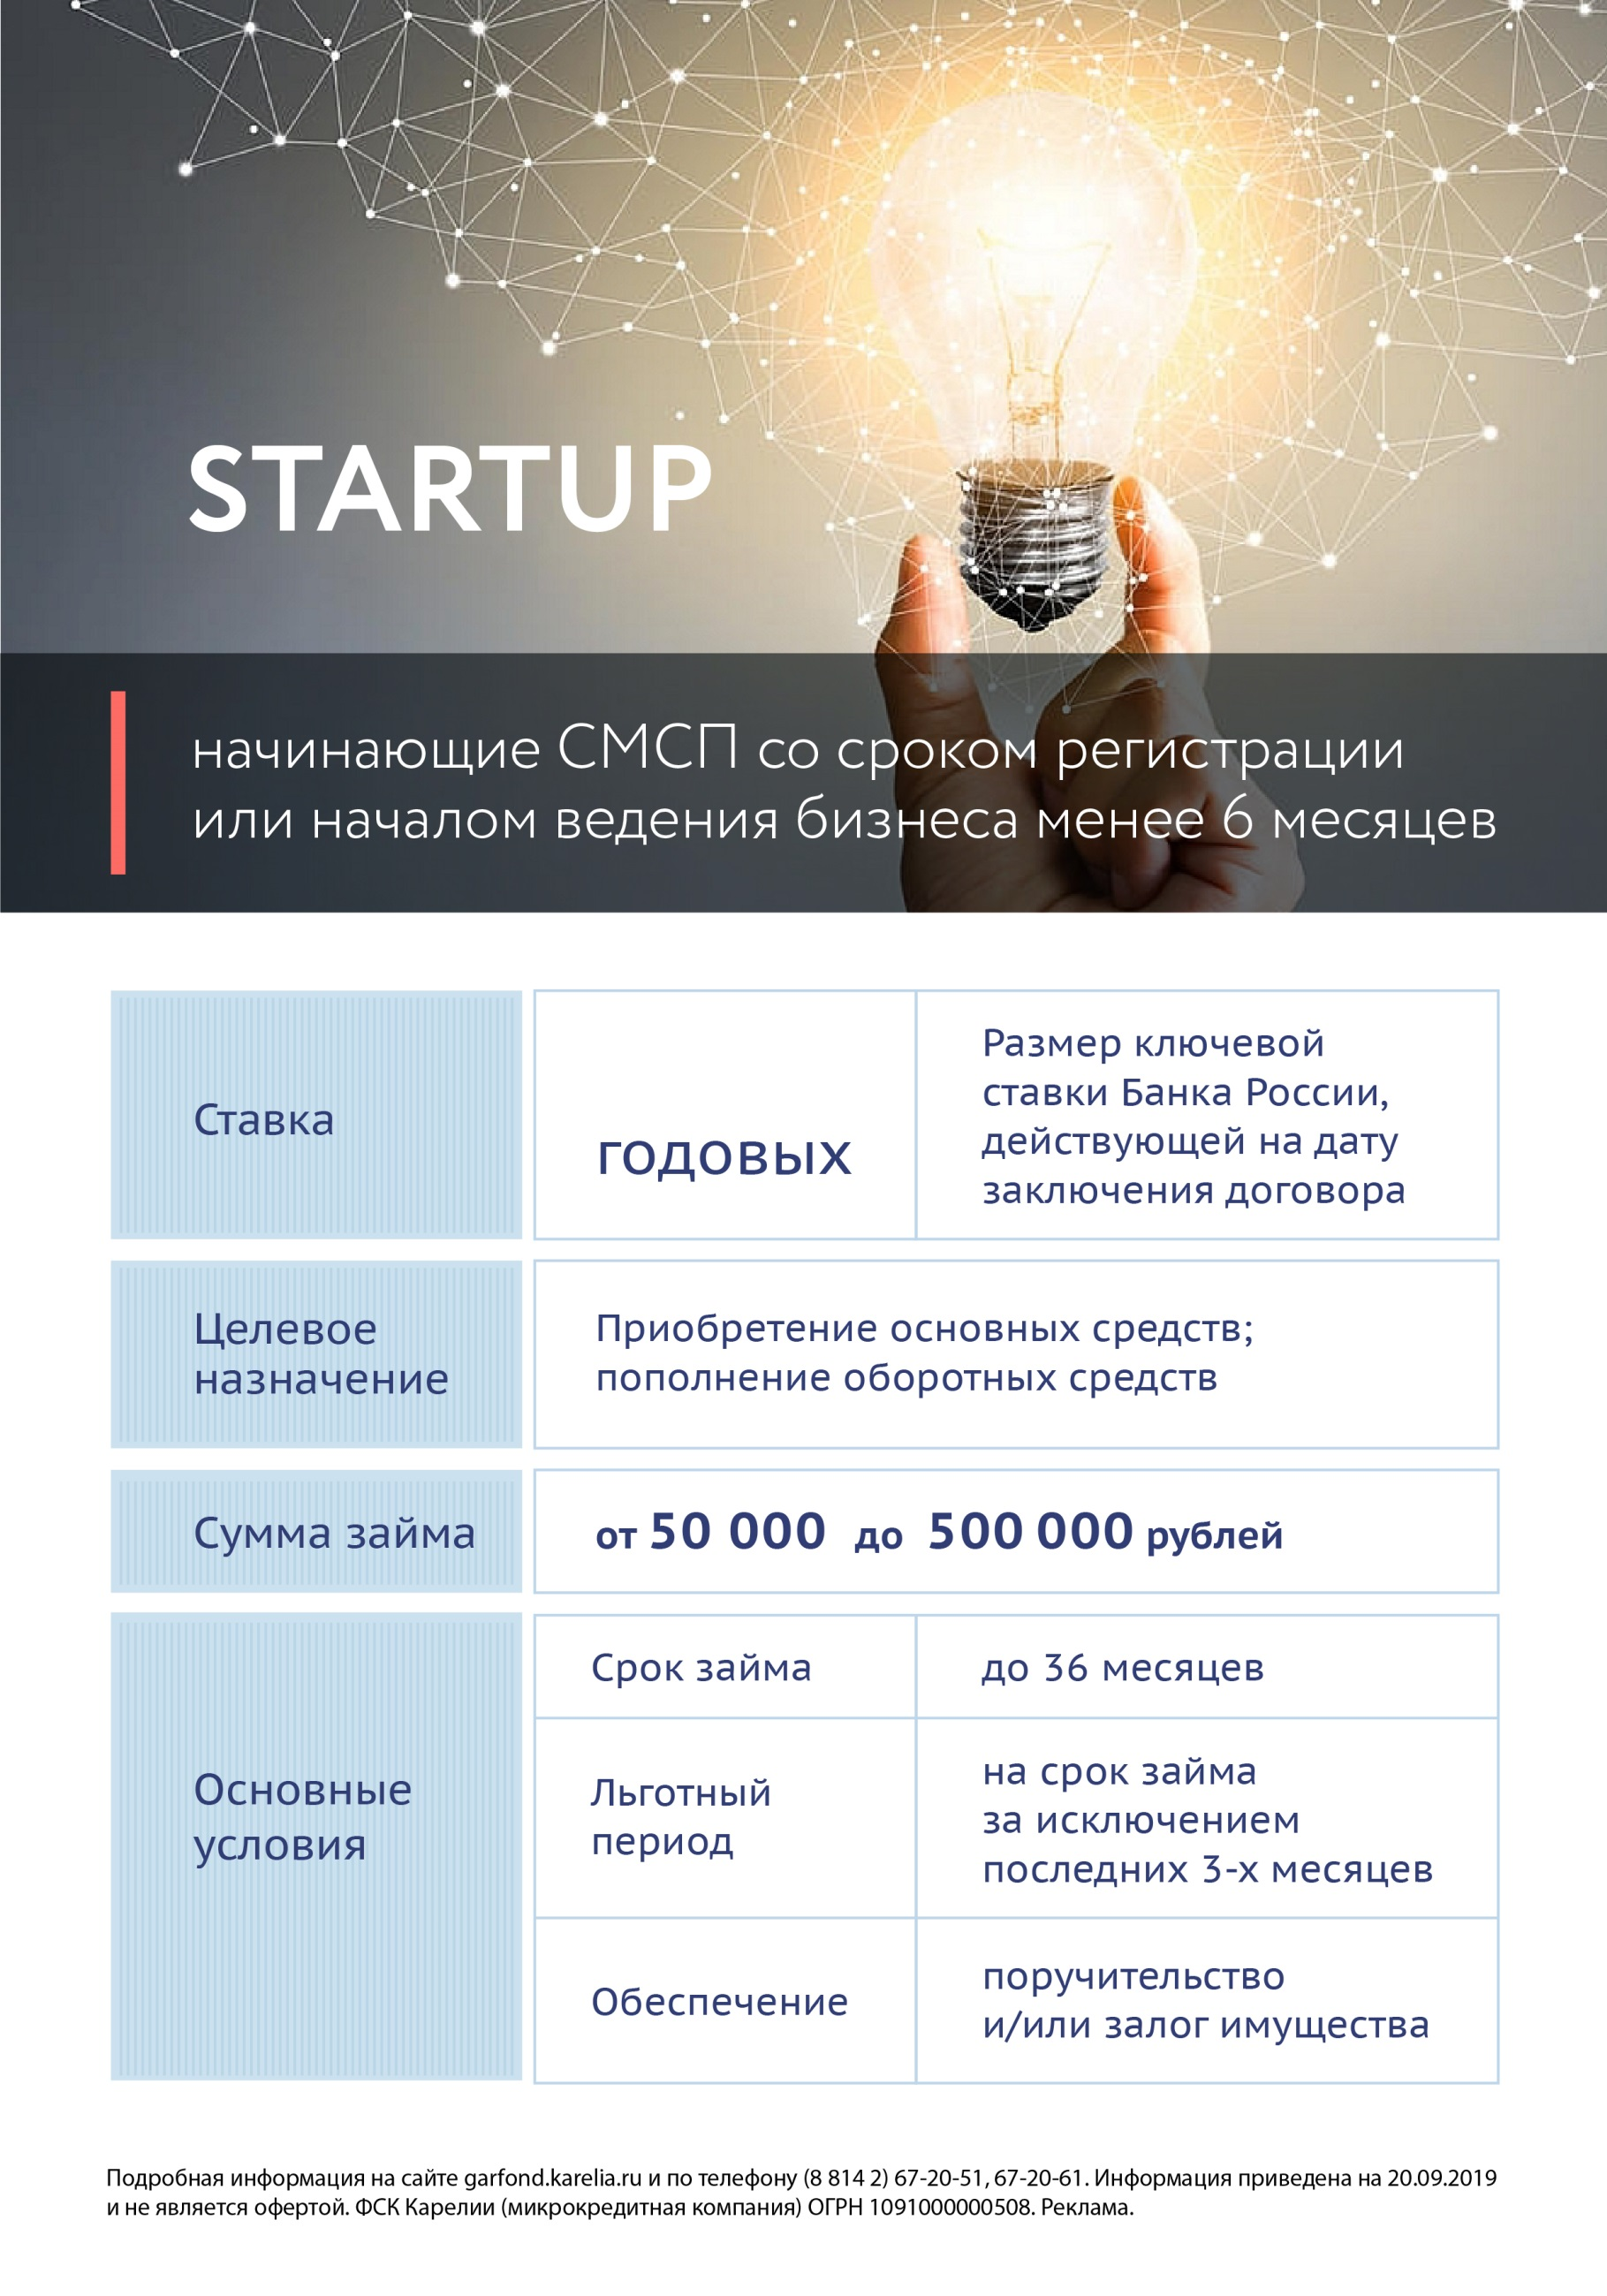 STARTUP
начинающие СМСП со сроком регистрации
или началом ведения бизнеса менее 6 месяцев
Ставка
годовых
Размер ключевой
ставки Банка России,
действующей на дату
заключения договора
Целевое
назначение
Приобретение основных средств;
пополнение оборотных средств
Сумма займа
от 50 000 до 500 000 рублей
Основные
условия
Срок займа
до 36 месяцев
Льготный
период
на срок займа
за исключением
последних 3-х месяцев
Обеспечение
поручительство
и/или залог имущества
Подробная информация на сайте garfond.karelia.ru и по телефону (8 814 2) 67-20-51, 67-20-61. Информация приведена на 20.09.2019
и не является офертой. ФСК Карелии (микрокредитная компания) ОГРН 1091000000508. Реклама.